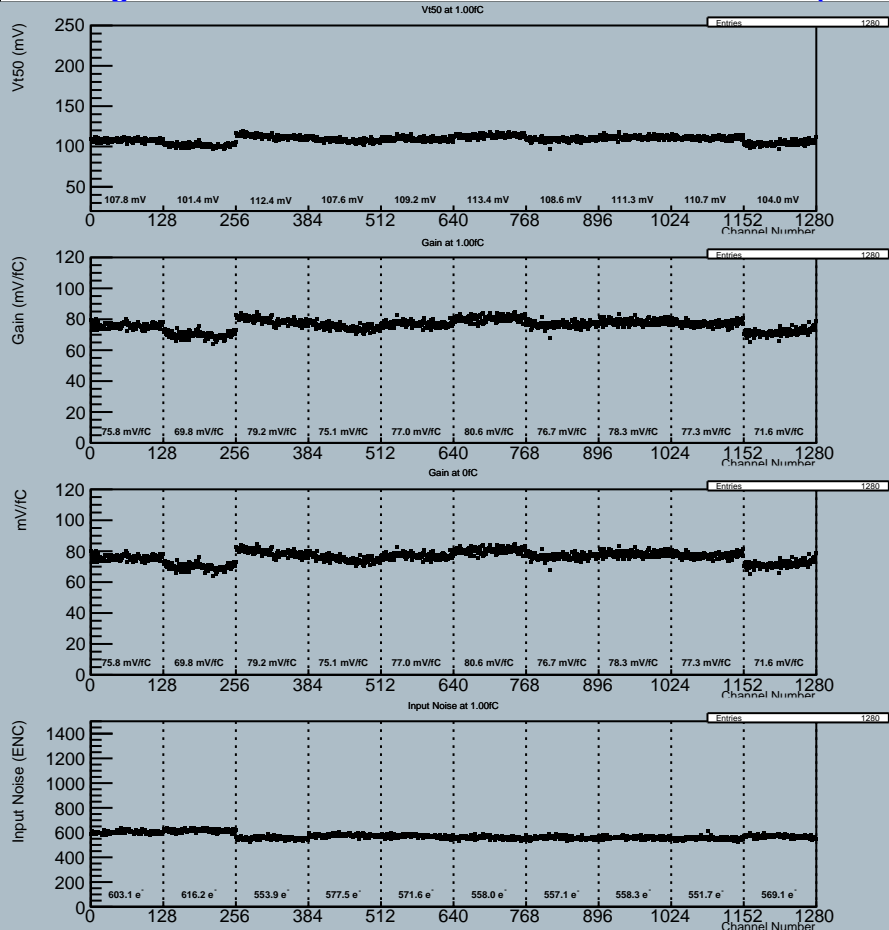 Vt50 at 1.00fC
Entries 1280
Vt50 (mV)
250
200
150
100
50
107.8 mV 101.4 mV 112.4 mV 107.6 mV 109.2 mV 113.4 mV 108.6 mV 111.3 mV 110.7 mV 104.0 mV
0 128 256 384 512 640 768 896 1024 1152 1280
Channel Number
Gain at 1.00fC
Entries 1280
Gain (mV/fC)
120
100
80
60
40
20
0
75.8 mV/fC 69.8 mV/fC 79.2 mV/fC 75.1 mV/fC 77.0 mV/fC 80.6 mV/fC 76.7 mV/fC 78.3 mV/fC 77.3 mV/fC 71.6 mV/fC
0 128 256 384 512 640 768 896 1024 1152 1280
Channel Number
Gain at 0fC
Entries 1280
mV/fC
120
100
80
60
40
20
0
75.8 mV/fC 69.8 mV/fC 79.2 mV/fC 75.1 mV/fC 77.0 mV/fC 80.6 mV/fC 76.7 mV/fC 78.3 mV/fC 77.3 mV/fC 71.6 mV/fC
0 128 256 384 512 640 768 896 1024 1152 1280
Channel Number
Input Noise at 1.00fC
Entries 1280
Input Noise (ENC)
1400
1200
1000
800
600
400
200
0
603.1 e⁻ 616.2 e⁻ 553.9 e⁻ 577.5 e⁻ 571.6 e⁻ 558.0 e⁻ 557.1 e⁻ 558.3 e⁻ 551.7 e⁻ 569.1 e⁻
0 128 256 384 512 640 768 896 1024 1152 1280
Channel Number